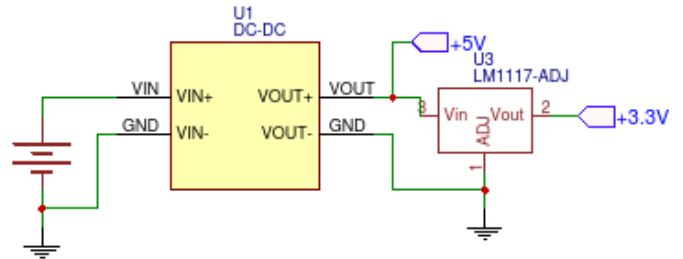 U1
DC-DC
VIN
VIN+
VOUT+
VOUT
GND
VIN-
VOUT-
GND
+5V
U3
LM1117-ADJ
3
Vin
Vout
2
ADJ
1
+3.3V